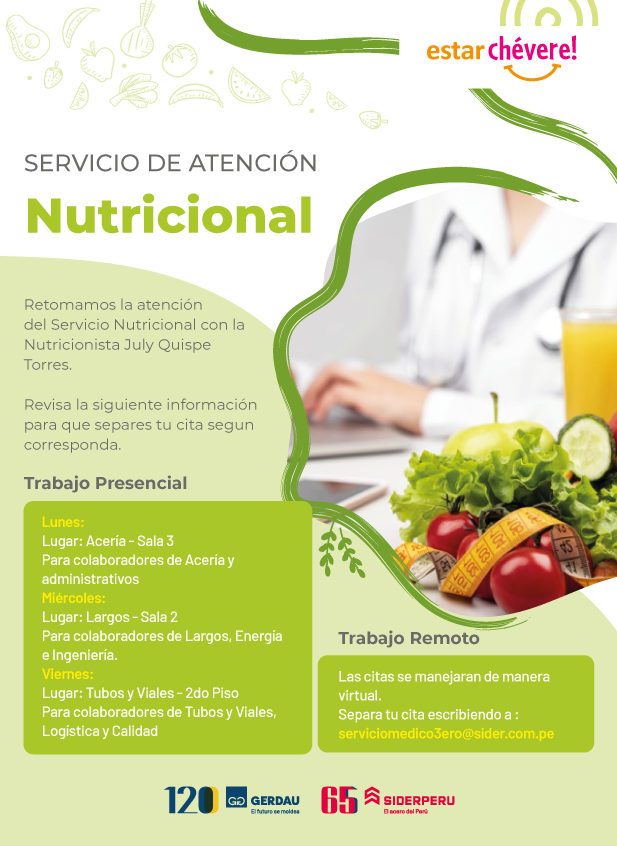 estar chévere!
SERVICIO DE ATENCIÓN
Nutricional
Retomamos la atención
del Servicio Nutricional con la
Nutricionista July Quispe
Torres.
Revisa la siguiente información
para que separes tu cita segun
corresponda.
Trabajo Presencial
Lunes:
Lugar: Acería - Sala 3
Para colaboradores de Acería y
administrativos
Miércoles:
Lugar: Largos - Sala 2
Para colaboradores de Largos, Energía
e Ingeniería.
Viernes:
Lugar: Tubos y Viales - 2do Piso
Para colaboradores de Tubos y Viales,
Logística y Calidad
Trabajo Remoto
Las citas se manejaran de manera
virtual.
Separa tu cita escribiendo a :
serviciomedico3ero@sider.com.pe
120 GG GERDAU
El futuro se moldea
65 SIDERPERU
El acero del Perú